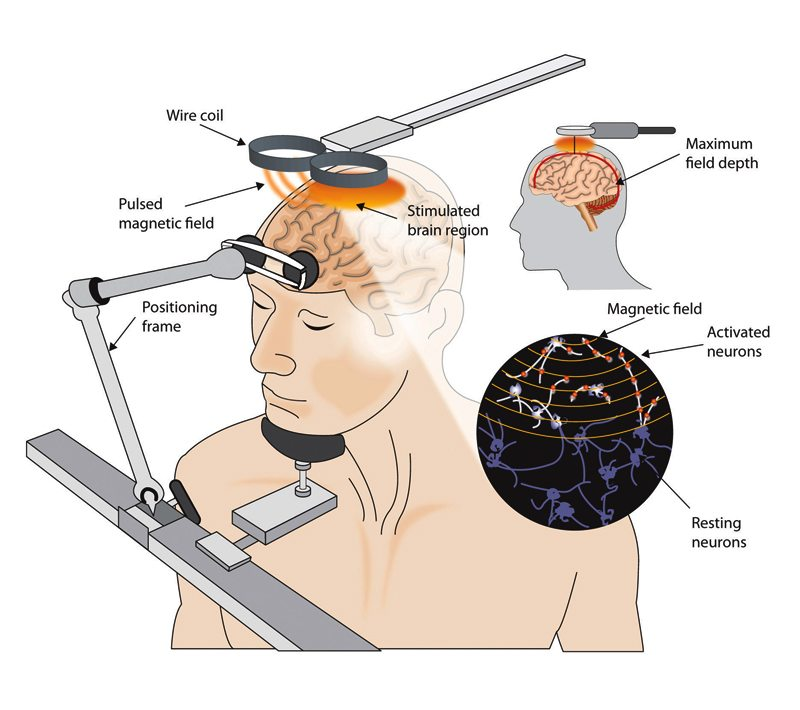 Wire coil
Pulsed
magnetic field
Stimulated
brain region
Maximum
field depth
Positioning
frame
Magnetic field
Activated
neurons
Resting
neurons